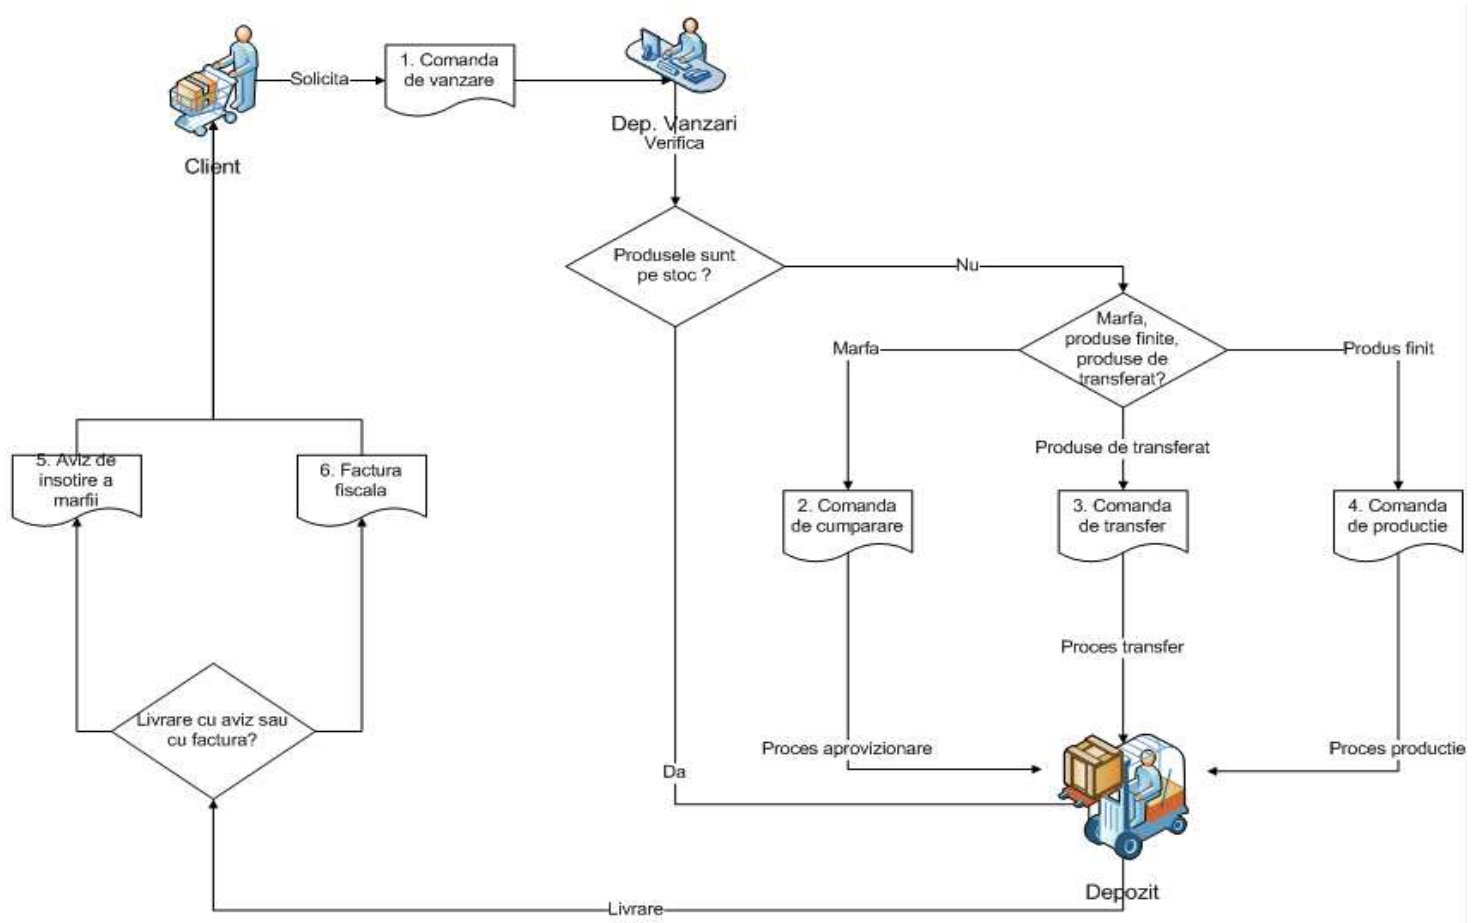 Solicita
1. Comanda
de vanzare
Dep. Vanzari
Verifica
Client
Produsele sunt
pe stoc ?
Nu
Marfa,
produse finite,
produse de
transferat?
Marfa
Produs finit
Produse de transferat
5. Aviz de
insotire a
marfii
6. Factura
fiscala
2. Comanda
de cumparare
3. Comanda
de transfer
4. Comanda
de productie
Proces transfer
Livrare cu aviz sau
cu factura?
Proces aprovizionare
Proces productie
Da
Depozit
Livrare